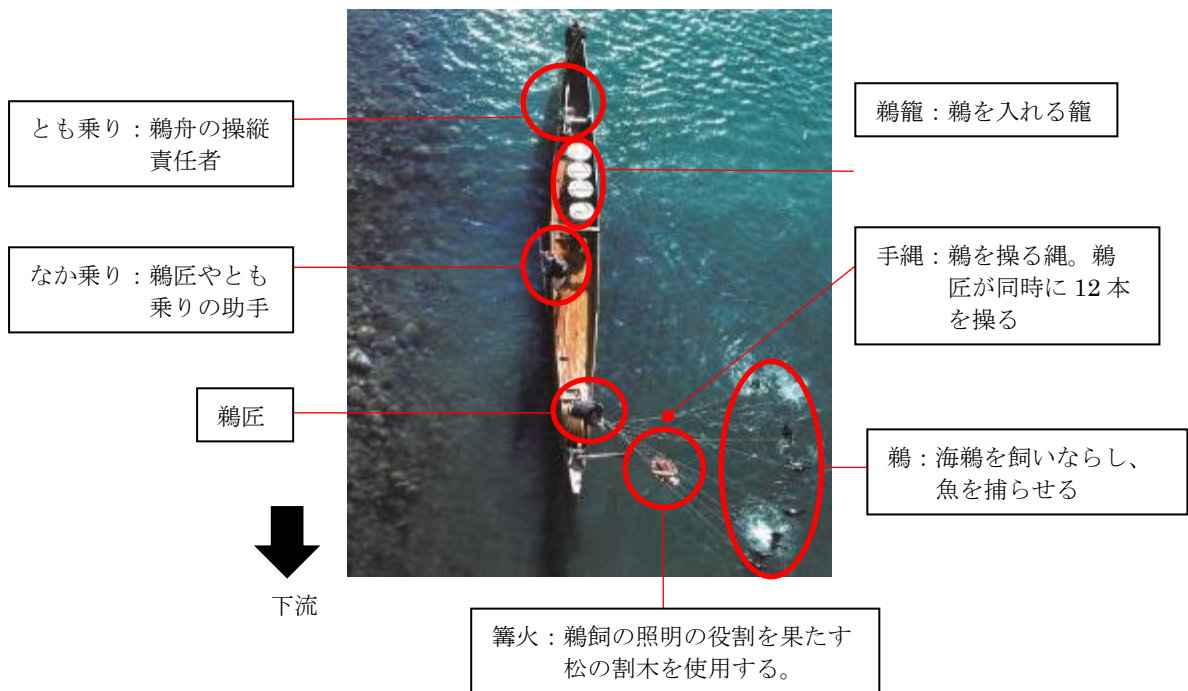 とも乗り：鵜舟の操縦
責任者
なか乗り：鵜匠やとも
乗りの助手
鵜匠
下流
鵜籠：鵜を入れる籠
手縄：鵜を操る縄。鵜
匠が同時に 12 本
を操る
鵜：海鵜を飼いならし、
魚を捕らせる
篝火：鵜飼の照明の役割を果たす
松の割木を使用する。